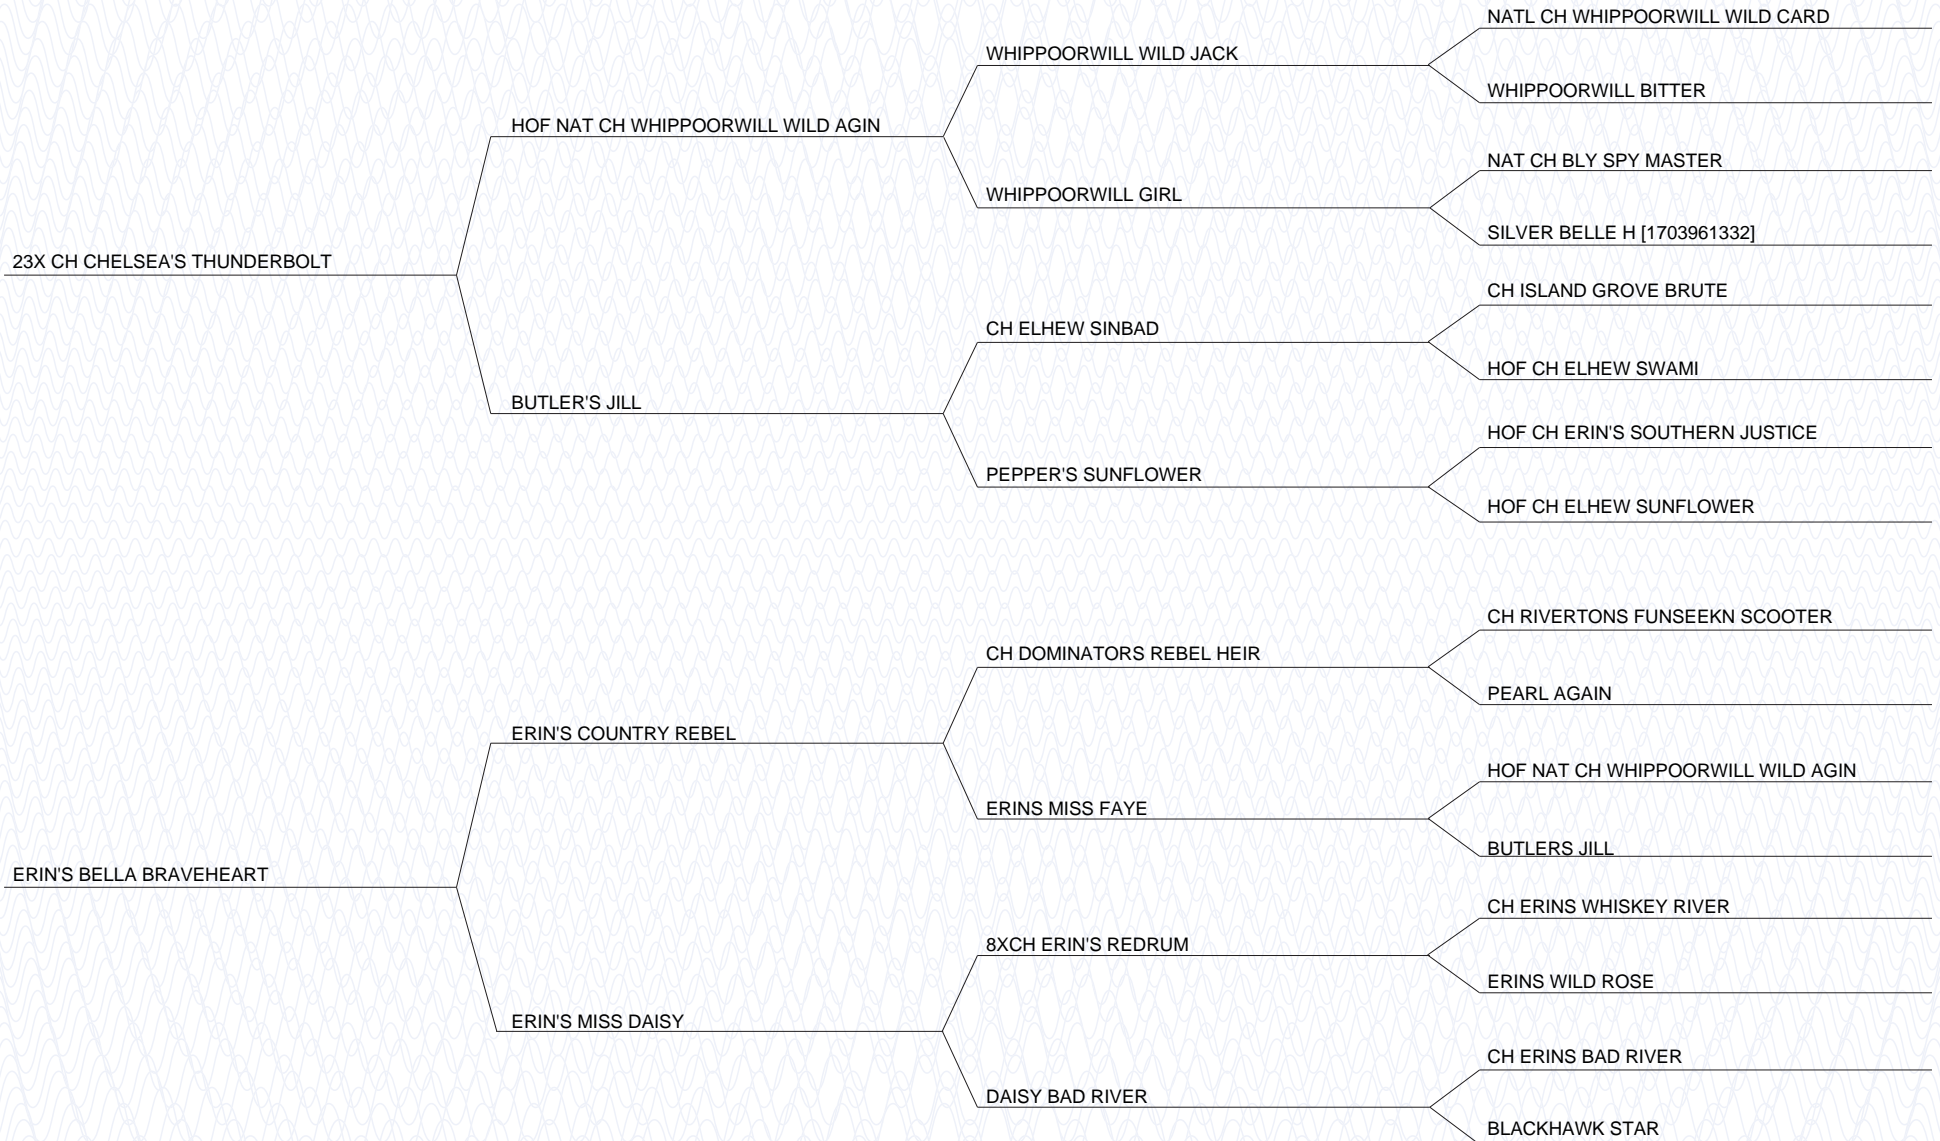 NATL CH WHIPPOORWILL WILD CARD
WHIPPOORWILL WILD JACK
WHIPPOORWILL BITTER
HOF NAT CH WHIPPOORWILL WILD AGIN
NAT CH BLY SPY MASTER
WHIPPOORWILL GIRL
SILVER BELLE H [1703961332]
23X CH CHELSEA'S THUNDERBOLT
CH ISLAND GROVE BRUTE
CH ELHEW SINBAD
HOF CH ELHEW SWAMI
BUTLER'S JILL
HOF CH ERIN'S SOUTHERN JUSTICE
PEPPER'S SUNFLOWER
HOF CH ELHEW SUNFLOWER
CH RIVERTONS FUNSEEKN SCOOTER
CH DOMINATORS REBEL HEIR
PEARL AGAIN
ERIN'S COUNTRY REBEL
HOF NAT CH WHIPPOORWILL WILD AGIN
ERINS MISS FAYE
BUTLERS JILL
ERIN'S BELLA BRAVEHEART
CH ERINS WHISKEY RIVER
8XCH ERIN'S REDRUM
ERINS WILD ROSE
ERIN'S MISS DAISY
CH ERINS BAD RIVER
DAISY BAD RIVER
BLACKHAWK STAR